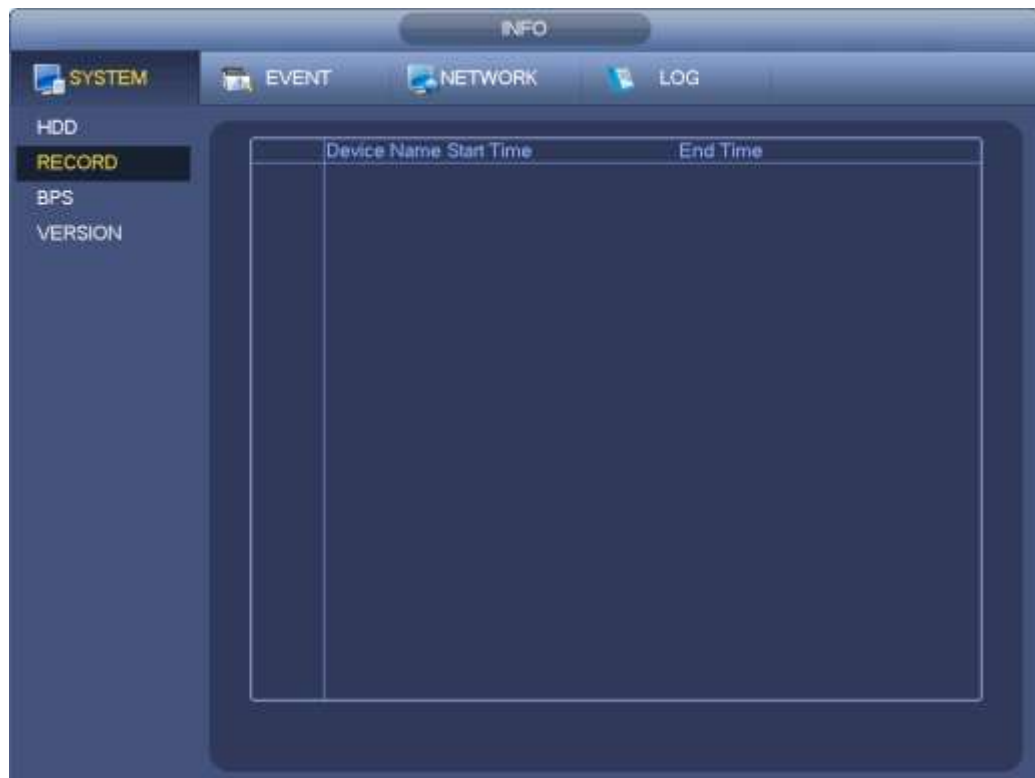 INFO
SYSTEM EVENT NETWORK LOG
HDD
RECORD
BPS
VERSION
Device Name Start Time End Time